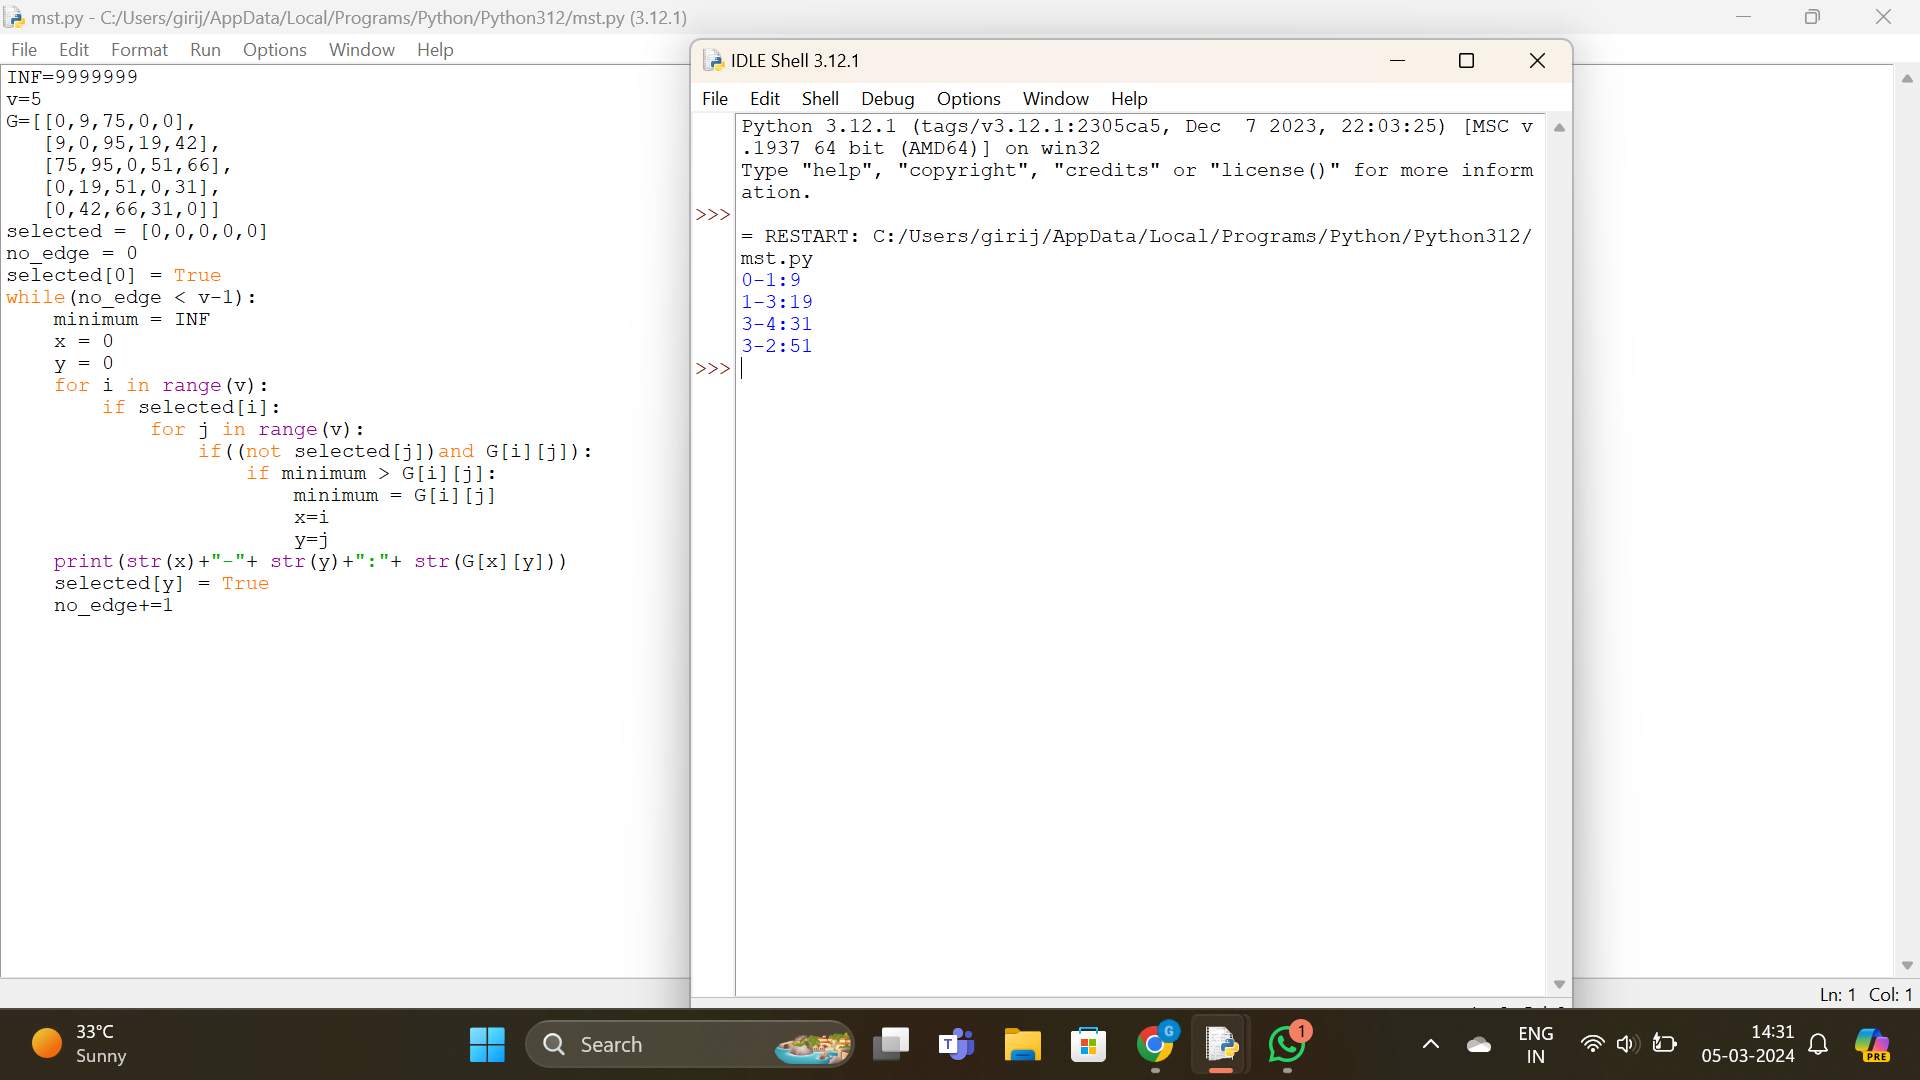 mst.py - C:/Users/girij/AppData/Local/Programs/Python/Python312/mst.py (3.12.1)
File Edit Format Run Options Window Help
INF=9999999
v=5
G=[[0,9,75,0,0],
[9,0,95,19,42],
[75,95,0,51,66],
[0,19,51,0,31],
[0,42,66,31,0]]
selected = [0,0,0,0,0]
no_edge = 0
selected[0] = True
while(no_edge < v-1):
minimum = INF
x = 0
y = 0
for i in range(v):
if selected[i]:
for j in range(v):
if((not selected[j])and G[i][j]):
if minimum > G[i][j]:
minimum = G[i][j]
x=i
y=j
print(str(x)+"-"+ str(y)+":"+ str(G[x][y]))
selected[y] = True
no_edge+=1
IDLE Shell 3.12.1
File Edit Shell Debug Options Window Help
Python 3.12.1 (tags/v3.12.1:2305ca5, Dec  7 2023, 22:03:25) [MSC v
.1937 64 bit (AMD64)] on win32
Type "help", "copyright", "credits" or "license()" for more inform
ation.
>>>
= RESTART: C:/Users/girij/AppData/Local/Programs/Python/Python312/
mst.py
0-1:9
1-3:19
3-4:31
3-2:51
>>>
Ln: 1 Col: 1
33°C
Sunny
Search
T
G
1
ENG
IN
14:31
05-03-2024
PRE